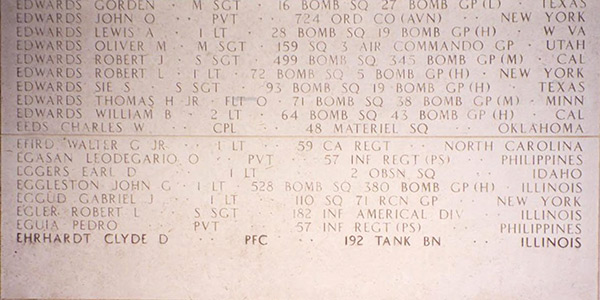 EDWARDS GORDEN · M SGT · 16 BOMB SQ 27 BOMB GP (L) · TEXAS
EDWARDS JOHN O · · PVT · · 724 ORD CO (AVN) · · NEW YORK
EDWARDS LEWIS A · 1 LT · 28 BOMB SQ 19 BOMB GP (H) · W VA
EDWARDS OLIVER M · M SGT · 159 SQ 3 AIR COMMANDO GP · UTAH
EDWARDS ROBERT J · S SGT · 499 BOMB SQ 345 BOMB GP (M) · CAL
EDWARDS ROBERT L · 1 LT · 72 BOMB SQ 5 BOMB GP (H) · NEW YORK
EDWARDS SIE S · · S SGT · 93 BOMB SQ 19 BOMB GP (H) · TEXAS
EDWARDS THOMAS H JR · FLT O · 71 BOMB SQ 38 BOMB GP (M) · MINN
EDWARDS WILLIAM B · 2 LT · 64 BOMB SQ 43 BOMB GP (H) · CAL
EEDS CHARLES W · · CPL · · 48 MATERIEL SQ · · OKLAHOMA
EFIRD WALTER G JR · · 1 LT · · 59 CA REGT · · NORTH CAROLINA
EGASAN LEODEGARIO O · PVT · 57 INF REGT (PS) · PHILIPPINES
EGGERS EARL D · · 1 LT · · 2 OBSN SQ · · IDAHO
EGGLESTON JOHN G · 1 LT · 528 BOMB SQ 380 BOMB GP (H) · ILLINOIS
EGGUD GABRIEL J · · 1 LT · · 110 SQ 71 RCN GP · · NEW YORK
EGLER ROBERT L · · S SGT · 182 INF AMERICAL DIV · · ILLINOIS
EGUIA PEDRO · · PVT · · 57 INF REGT (PS) · · PHILIPPINES
EHRHARDT CLYDE D · · PFC · · 192 TANK BN · · ILLINOIS